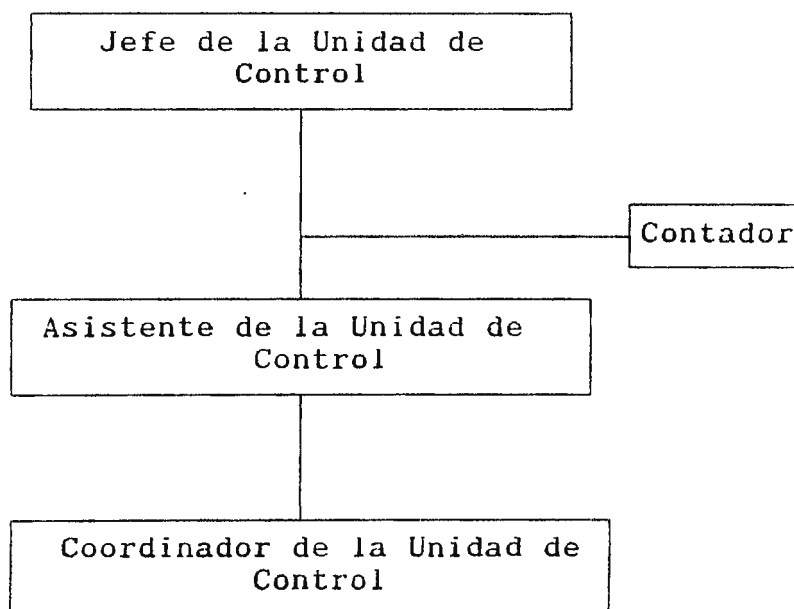 Jefe de la Unidad de
Control
Contador
Asistente de la Unidad de
Control
Coordinador de la Unidad de
Control